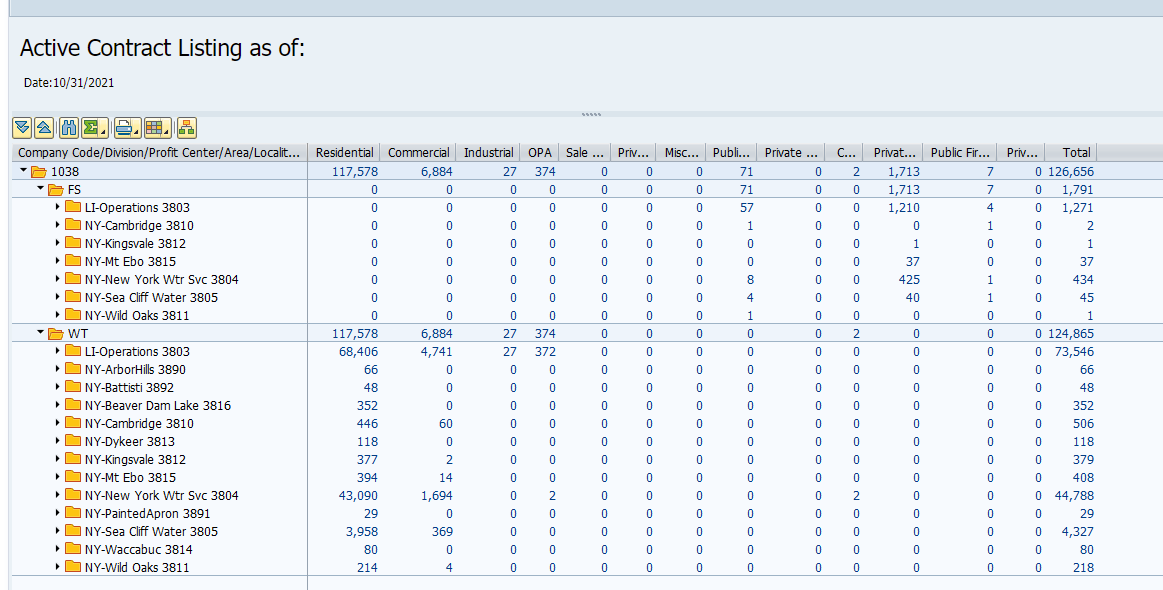 Active Contract Listing as of:
Date:10/31/2021
Company Code/Division/Profit Center/Area/Localit... Residential Commercial Industrial OPA Sale ... Priv... Misc... Publi... Private ... C... Privat... Public Fir... Priv... Total
1038 117,578 6,884 27 374 0 0 0 71 0 2 1,713 7 0 126,656
FS 0 0 0 0 0 0 0 71 0 0 1,713 7 0 1,791
LI-Operations 3803 0 0 0 0 0 0 0 57 0 0 1,210 4 0 1,271
NY-Cambridge 3810 0 0 0 0 0 0 0 1 0 0 0 1 0 2
NY-Kingsvale 3812 0 0 0 0 0 0 0 0 0 0 1 0 0 1
NY-Mt Ebo 3815 0 0 0 0 0 0 0 0 0 0 37 0 0 37
NY-New York Wtr Svc 3804 0 0 0 0 0 0 0 8 0 0 425 1 0 434
NY-Sea Cliff Water 3805 0 0 0 0 0 0 0 4 0 0 40 1 0 45
NY-Wild Oaks 3811 0 0 0 0 0 0 0 1 0 0 0 0 0 1
WT 117,578 6,884 27 374 0 0 0 0 0 2 0 0 0 124,865
LI-Operations 3803 68,406 4,741 27 372 0 0 0 0 0 0 0 0 0 73,546
NY-ArborHills 3890 66 0 0 0 0 0 0 0 0 0 0 0 0 66
NY-Battisti 3892 48 0 0 0 0 0 0 0 0 0 0 0 0 48
NY-Beaver Dam Lake 3816 352 0 0 0 0 0 0 0 0 0 0 0 0 352
NY-Cambridge 3810 446 60 0 0 0 0 0 0 0 0 0 0 0 506
NY-Dykeer 3813 118 0 0 0 0 0 0 0 0 0 0 0 0 118
NY-Kingsvale 3812 377 2 0 0 0 0 0 0 0 0 0 0 0 379
NY-Mt Ebo 3815 394 14 0 0 0 0 0 0 0 0 0 0 0 408
NY-New York Wtr Svc 3804 43,090 1,694 0 2 0 0 0 0 0 2 0 0 0 44,788
NY-PaintedApron 3891 29 0 0 0 0 0 0 0 0 0 0 0 0 29
NY-Sea Cliff Water 3805 3,958 369 0 0 0 0 0 0 0 0 0 0 0 4,327
NY-Waccabuc 3814 80 0 0 0 0 0 0 0 0 0 0 0 0 80
NY-Wild Oaks 3811 214 4 0 0 0 0 0 0 0 0 0 0 0 218